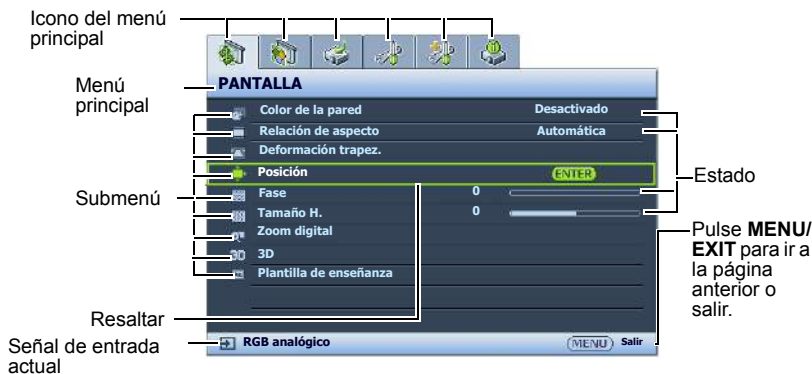 Icono del menú
principal
Menú
principal
PANTALLA
Color de la pared Desactivado
Relación de aspecto Automática
Deformación trapez.
Posición ENTER
Fase 0
Tamaño H. 0
Zoom digital
3D 3D
Plantilla de enseñanza
Submenú
Estado
Pulse MENU/
EXIT para ir a
la página
anterior o
salir.
Resaltar
Señal de entrada
actual
RGB analógico MENU Salir